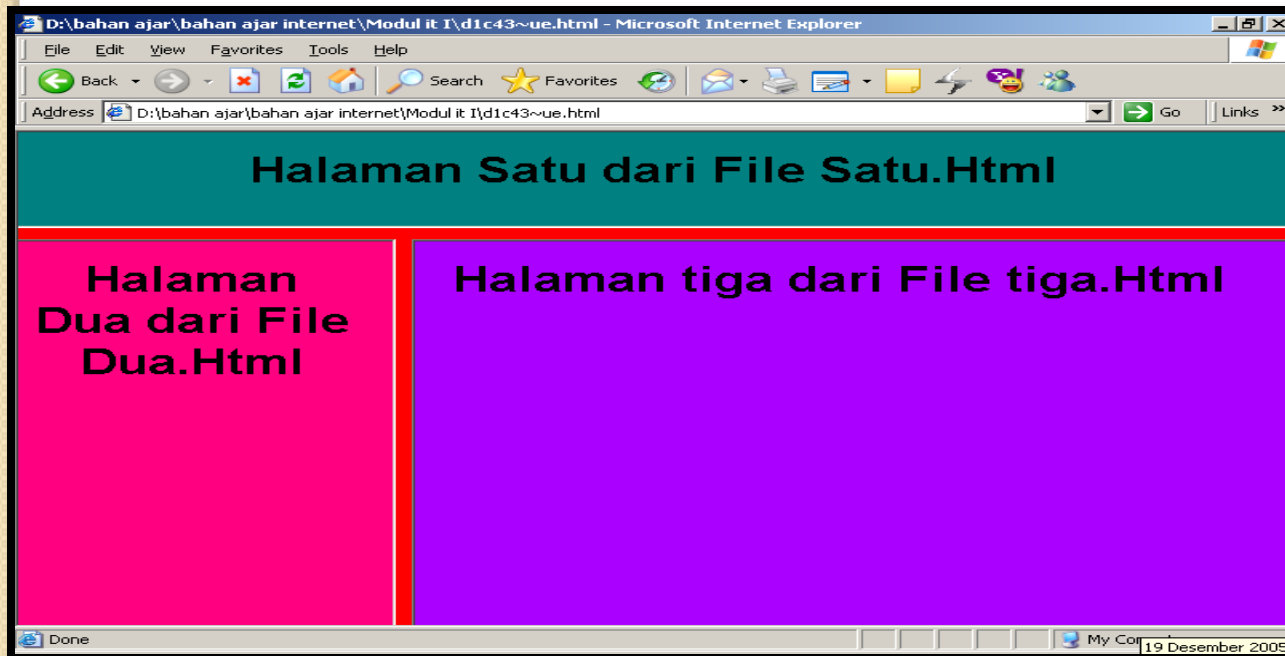 D:\bahan ajar\bahan ajar internet\Modul it I\d1c43~ue.html - Microsoft Internet Explorer
File Edit View Favorites Tools Help
Back Search Favorites
Address D:\bahan ajar\bahan ajar internet\Modul it I\d1c43~ue.html Go Links »
Halaman Satu dari File Satu.Html
Halaman
Dua dari File
Dua.Html
Halaman tiga dari File tiga.Html
Done My
19 Desember 2005